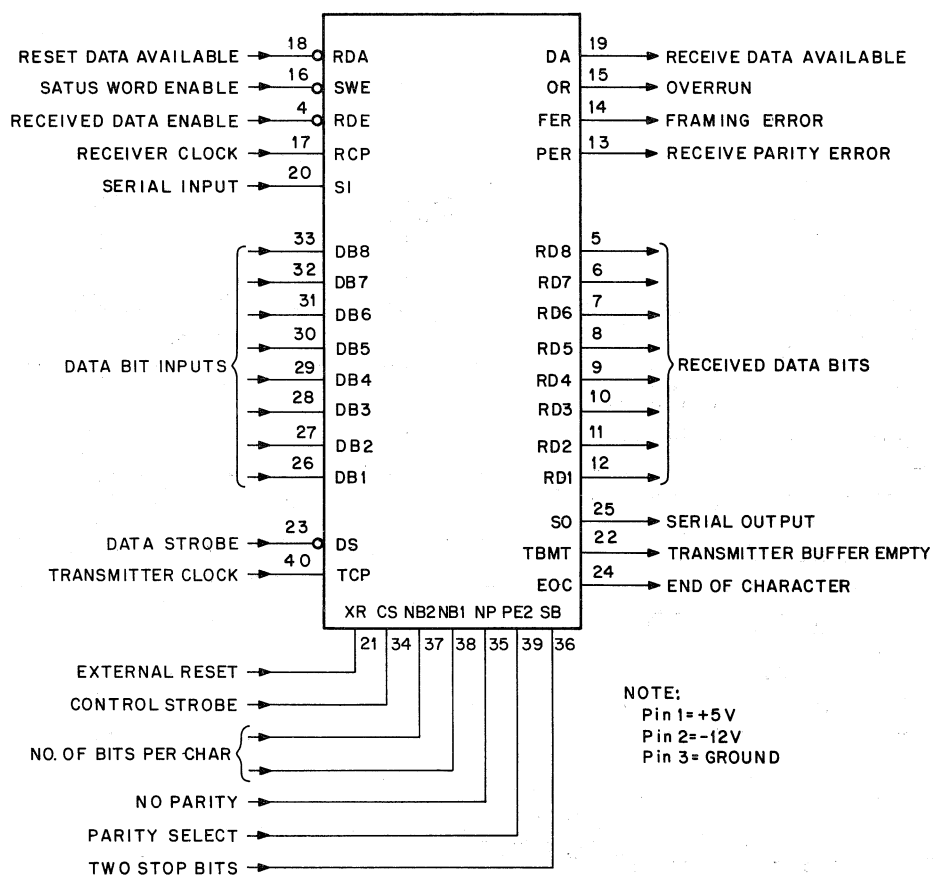 RESET DATA AVAILABLE 18 RDA DA 19 RECEIVE DATA AVAILABLE
SATUS WORD ENABLE 16 SWE OR 15 OVERRUN
RECEIVED DATA ENABLE 4 RDE FER 14 FRAMING ERROR
RECEIVER CLOCK 17 RCP PER 13 RECEIVE PARITY ERROR
SERIAL INPUT 20 SI
33 DB8 RD8 5
32 DB7 RD7 6
31 DB6 RD6 7
30 DB5 RD5 8
DATA BIT INPUTS RECEIVED DATA BITS
29 DB4 RD4 9
28 DB3 RD3 10
27 DB2 RD2 11
26 DB1 RD1 12
SO 25 SERIAL OUTPUT
DATA STROBE 23 DS TBMT 22 TRANSMITTER BUFFER EMPTY
TRANSMITTER CLOCK 40 TCP EOC 24 END OF CHARACTER
XR CS NB2 NB1 NP PE2 SB
21 34 37 38 35 39 36
EXTERNAL RESET
CONTROL STROBE
NO. OF BITS PER CHAR
NO PARITY
PARITY SELECT
TWO STOP BITS
NOTE:
Pin 1=+5V
Pin 2=-12V
Pin 3=GROUND